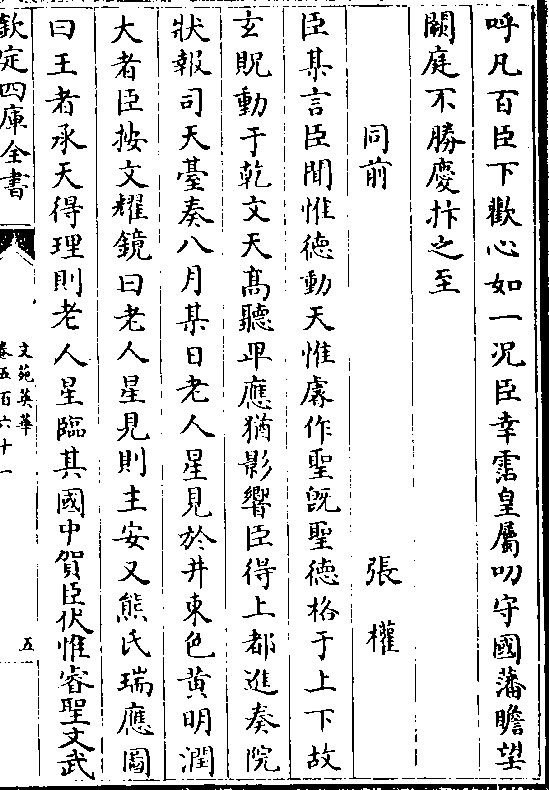 呼凡百臣下歡心如一况臣幸霑皇屬叨守國藩瞻望
闕庭不勝慶抃之至
同前　張權
臣某言臣聞惟徳動天惟睿作聖旣聖徳格于上下故
玄貺動于乾文天髙聽卑應猶影響臣得上都進奏院
狀報司天臺奏八月某日老人星見於井東色黄明潤
大者臣按文耀鏡曰老人星見則主安又熊氏瑞應圖
曰王者承天得理則老人星臨其國中賀臣伏惟睿聖文武
欽定四庫全書
文苑英華
卷五百六十一
五